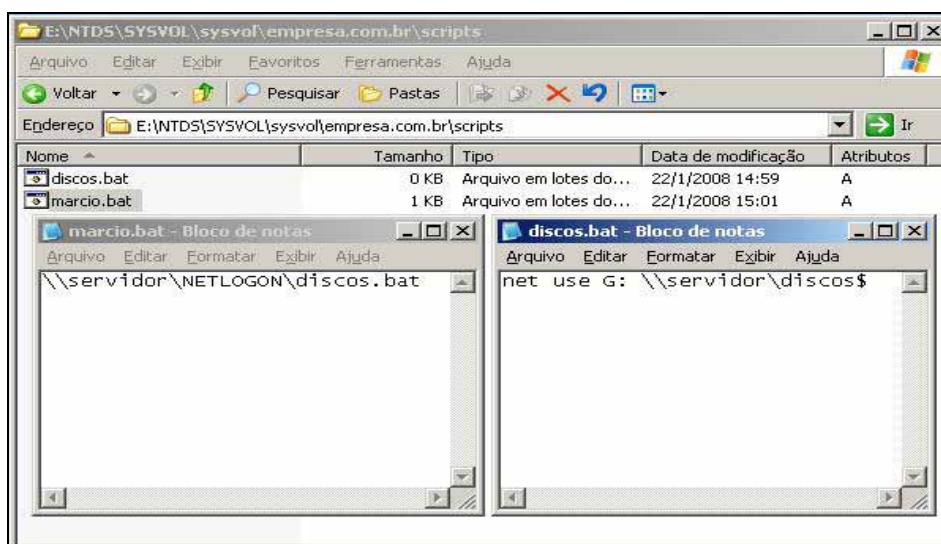 E:\NTDS\SYSVOL\sysvol\empresa.com.br\scripts
Arquivo Editar Exibir Favoritos Ferramentas Ajuda
Voltar Pesquisar Pastas
Endereço E:\NTDS\SYSVOL\sysvol\empresa.com.br\scripts Ir
Nome Tamanho Tipo Data de modificação Atributos
discos.bat 0 KB Arquivo em lotes do... 22/1/2008 14:59 A
marcio.bat 1 KB Arquivo em lotes do... 22/1/2008 15:01 A
marcio.bat - Bloco de notas
Arquivo Editar Formatar Exibir Ajuda
\\servidor\NETLOGON\discos.bat
discos.bat - Bloco de notas
Arquivo Editar Formatar Exibir Ajuda
net use G: \\servidor\discos$